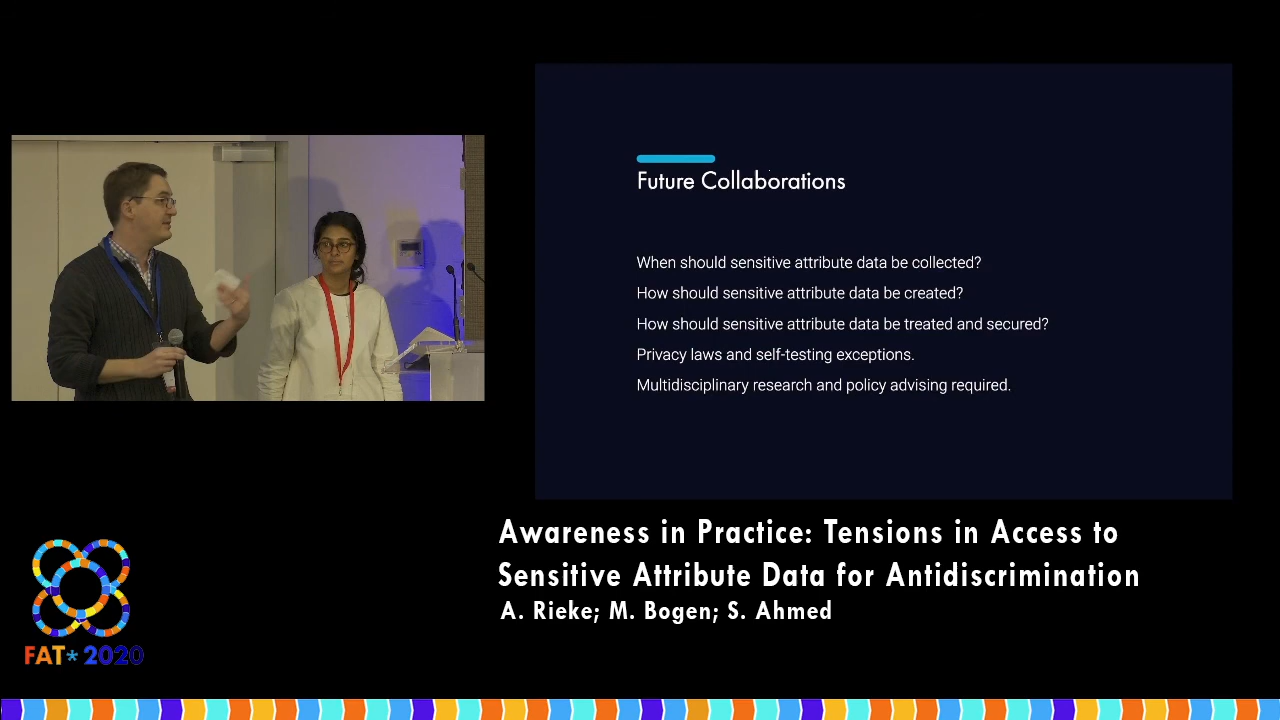 Future Collaborations
When should sensitive attribute data be collected?
How should sensitive attribute data be created?
How should sensitive attribute data be treated and secured?
Privacy laws and self-testing exceptions.
Multidisciplinary research and policy advising required.
Awareness in Practice: Tensions in Access to
Sensitive Attribute Data for Antidiscrimination
A. Rieke; M. Bogen; S. Ahmed
FAT* 2020